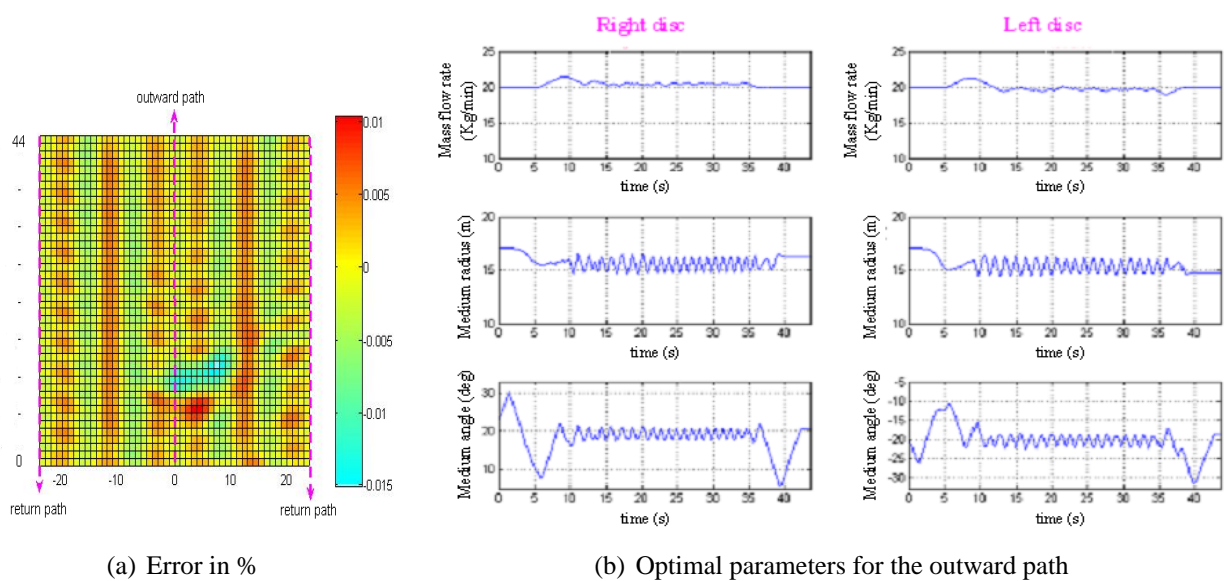 outward path
44
-
-
-
-
-
-
-
0
-20 -10 0 10 20
return path return path
0.01
0.005
0
-0.005
-0.01
-0.015
(a) Error in %
Right disc
Mass flow rate
(Kg/min)
25
20
15
10
0 5 10 15 20 25 30 35 40
time (s)
Medium radius (m)
20
15
10
0 5 10 15 20 25 30 35 40
time (s)
Medium angle (deg)
30
20
10
0 5 10 15 20 25 30 35 40
time (s)
Left disc
Mass flow rate
(Kg/min)
25
20
15
10
0 5 10 15 20 25 30 35 40
time (s)
Medium radius (m)
20
15
10
0 5 10 15 20 25 30 35 40
time (s)
Medium angle (deg)
-5
-10
-15
-20
-25
-30
0 5 10 15 20 25 30 35 40
time (s)
(b) Optimal parameters for the outward path